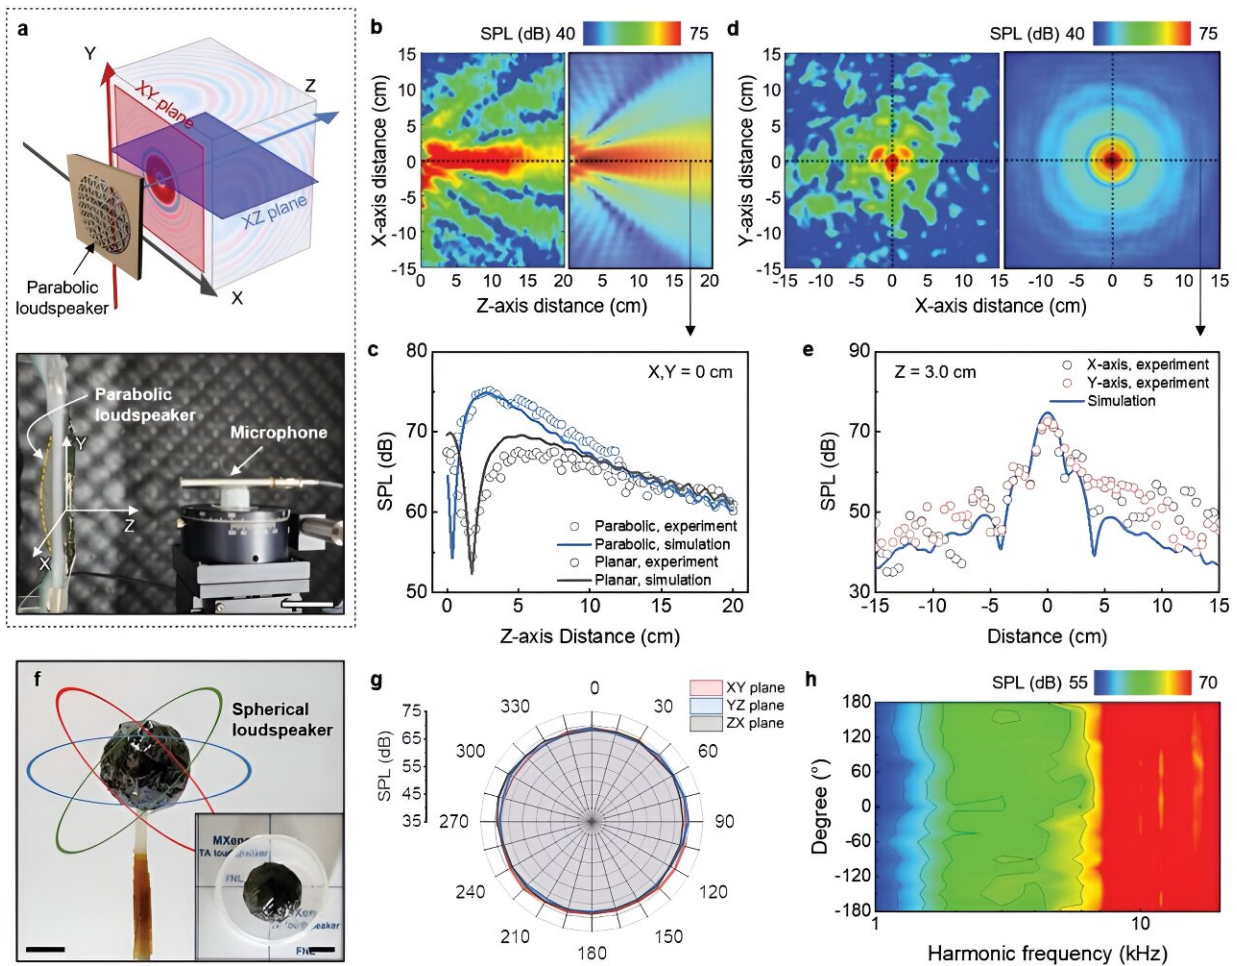 a
Y
XY plane
Z
XZ plane
X
Parabolic
loudspeaker
Parabolic
loudspeaker
Y
Microphone
Z
X
b
SPL (dB) 40
75
X-axis distance (cm)
15
10
5
0
-5
-10
-15
0 5 10 15 20
5 10 15 20
Z-axis distance (cm)
d
SPL (dB) 40
75
Y-axis distance (cm)
15
10
5
0
-5
-10
-15
-15 -10 -5 0 5 10
-10 -5 0 5 10 15
X-axis distance (cm)
c
X,Y = 0 cm
SPL (dB)
80
70
60
50
Parabolic, experiment
Parabolic, simulation
Planar, experiment
Planar, simulation
0 5 10 15 20
Z-axis Distance (cm)
e
Z = 3.0 cm
X-axis, experiment
Y-axis, experiment
Simulation
SPL (dB)
90
70
50
30
-15 -10 -5 0 5 10 15
Distance (cm)
f
Spherical
loudspeaker
MXene
TA loudspeaker
FNL
g
XY plane
YZ plane
ZX plane
SPL (dB)
75
65
55
45
35
0
30
60
90
120
150
180
210
240
270
300
330
h
SPL (dB) 55
70
Degree (°)
180
120
60
0
-60
-120
-180
1
10
Harmonic frequency (kHz)